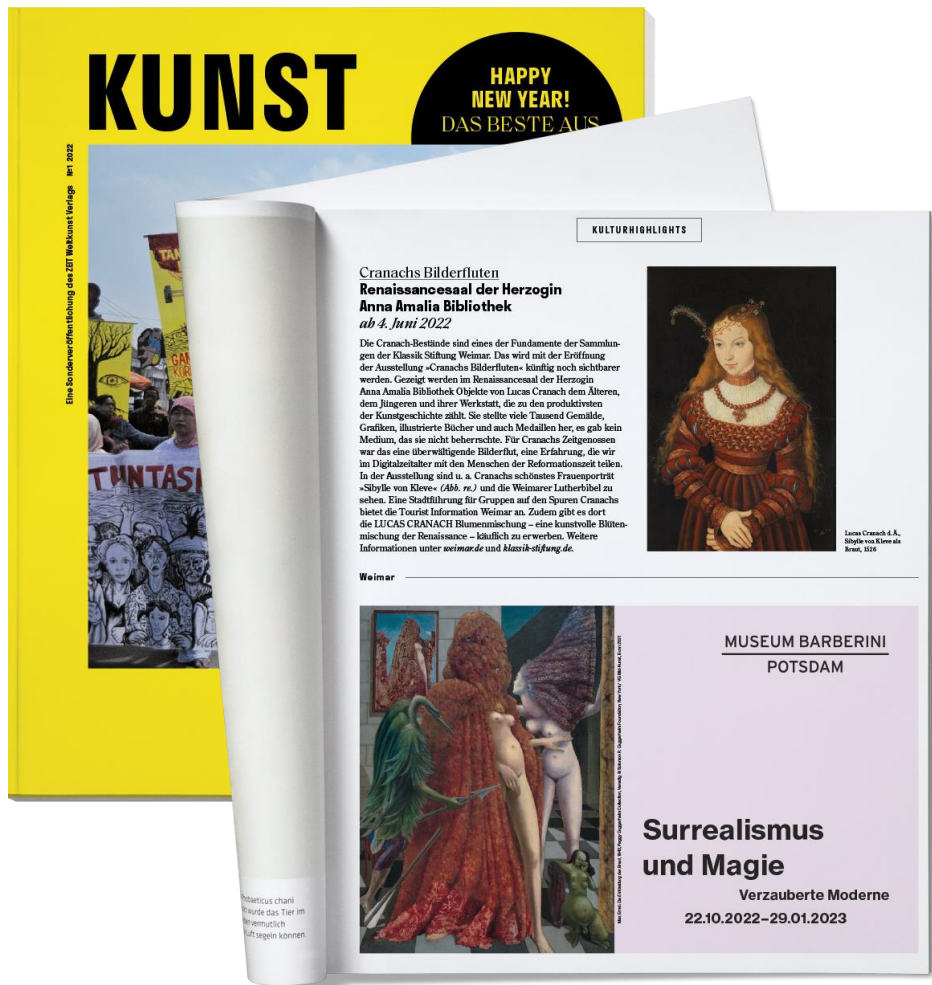 KUNST
HAPPY
NEW YEAR!
DAS BESTE AUS
Eine Sonderveröffentlichung des ZEIT Weltkunst Verlags Nº1 2022
TUNTAS
KULTURHIGHLIGHTS
Cranachs Bilderfluten
Renaissancesaal der Herzogin
Anna Amalia Bibliothek
ab 4. Juni 2022
Die Cranach-Bestände sind eines der Fundamente der Sammlun-
gen der Klassik Stiftung Weimar. Das wird mit der Eröffnung
der Ausstellung »Cranachs Bilderfluten« künftig noch sichtbarer
werden. Gezeigt werden im Renaissancesaal der Herzogin
Anna Amalia Bibliothek Objekte von Lucas Cranach dem Älteren,
dem Jüngeren und ihrer Werkstatt, die zu den produktivsten
der Kunstgeschichte zählt. Sie stellte viele Tausend Gemälde,
Grafiken, illustrierte Bücher und auch Medaillen her, es gab kein
Medium, das sie nicht beherrschte. Für Cranachs Zeitgenossen
war das eine überwältigende Bilderflut, eine Erfahrung, die wir
im Digitalzeitalter mit den Menschen der Reformationszeit teilen.
In der Ausstellung sind u. a. Cranachs schönstes Frauenporträt
»Sibylle von Kleve« (Abb. re.) und die Weimarer Lutherbibel zu
sehen. Eine Stadtführung für Gruppen auf den Spuren Cranachs
bietet die Tourist Information Weimar an. Zudem gibt es dort
die LUCAS CRANACH Blumenmischung – eine kunstvolle Blüten-
mischung der Renaissance – käuflich zu erwerben. Weitere
Informationen unter weimar.de und klassik-stiftung.de.
Lucas Cranach d. Ä.,
Sibylle von Kleve als
Braut, 1526
Weimar
MUSEUM BARBERINI
POTSDAM
Surrealismus
und Magie
Verzauberte Moderne
22.10.2022–29.01.2023
chani
wurde das Tier im
vermutlich
segeln können.